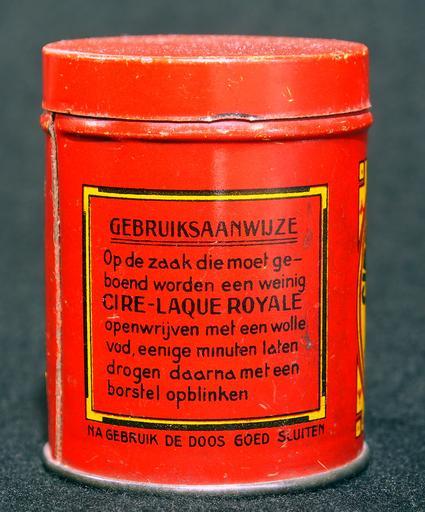 GEBRUIKSAANWIJZE
Op de zaak die moet ge-
boend worden een weinig
CIRE-LAQUE ROYALE
openwrijven met een wolle
vod, eenige minuten laten
drogen daarna met een
borstel opblinken
NA GEBRUIK DE DOOS GOED SLUITEN